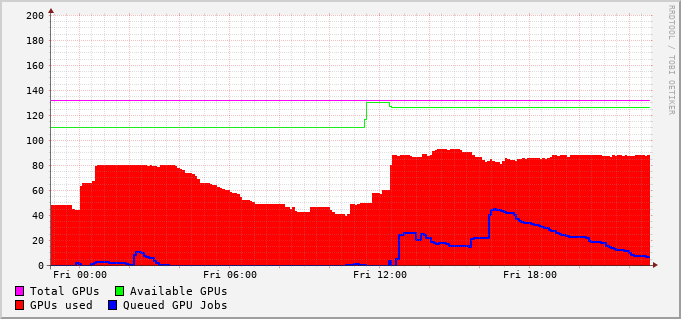 200
180
160
140
120
100
80
60
40
20
0
Fri 00:00 Fri 06:00 Fri 12:00 Fri 18:00
Total GPUs Available GPUs
GPUs used Queued GPU Jobs
RRDTOOL / TOBI OETIKER